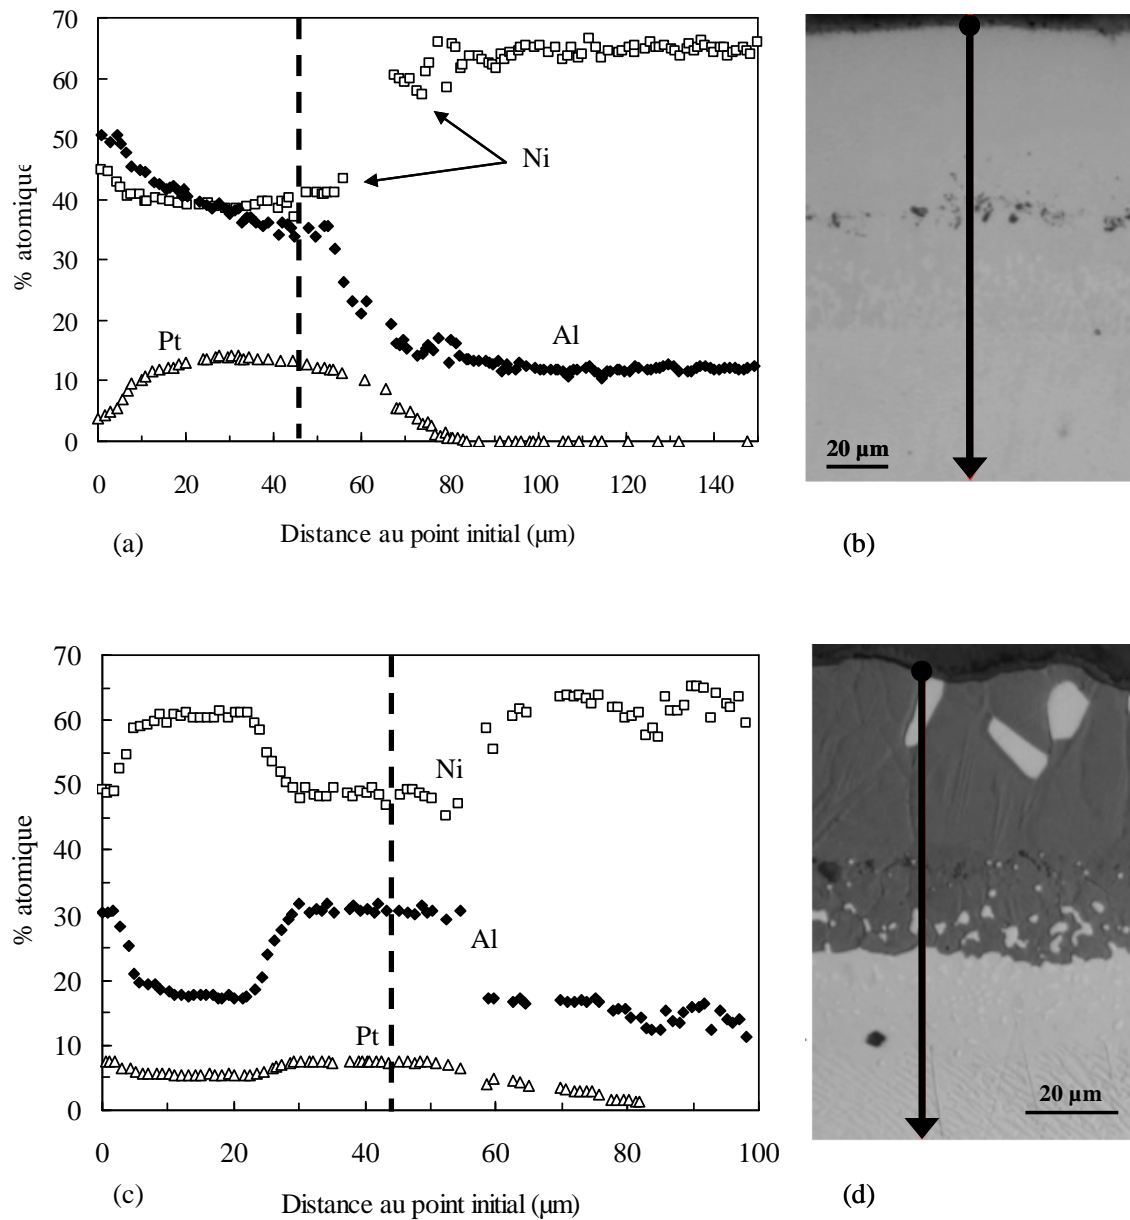 70
60
50
40
30
20
10
0
% atomique
Ni
Pt
Al
0 20 40 60 80 100 120 140
Distance au point initial (µm)
(a)
20 µm
(b)
70
60
50
40
30
20
10
0
% atomique
Ni
Al
Pt
0 20 40 60 80 100
Distance au point initial (µm)
(c)
20 µm
(d)